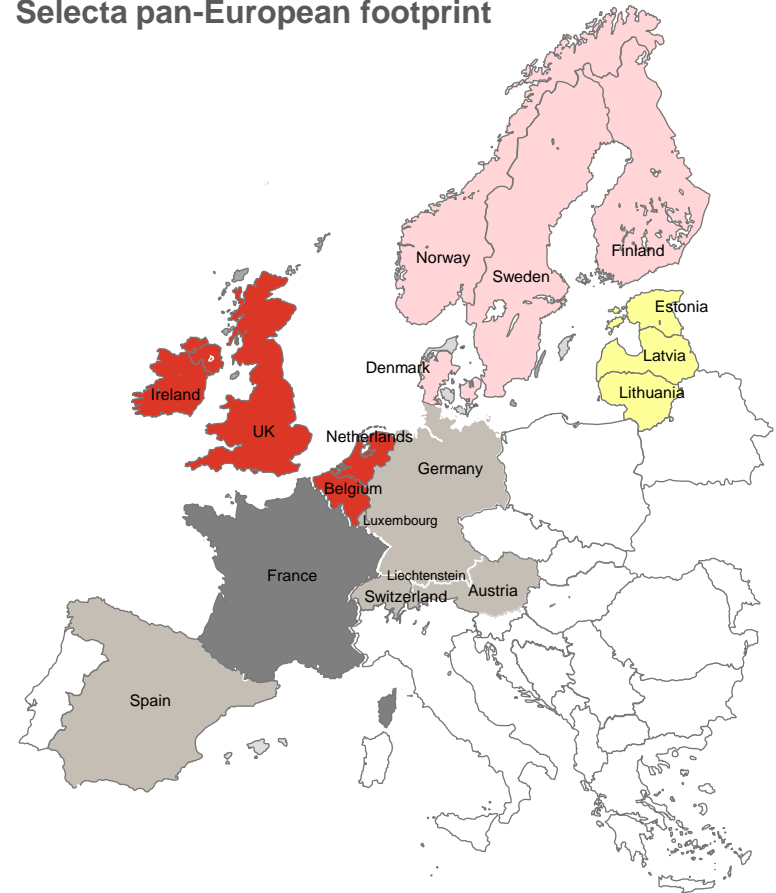 Selecta pan-European footprint
Norway
Finland
Sweden
Estonia
Latvia
Denmark
Lithuania
Ireland
UK
Netherlands
Germany
Belgium
Luxembourg
France
Liechtenstein
Switzerland
Austria
Spain